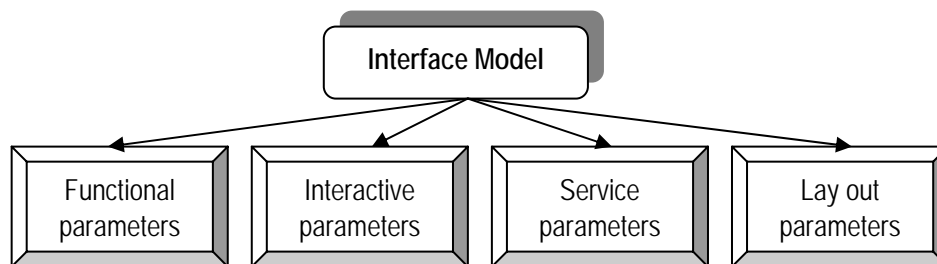 Interface Model
Functional
parameters
Interactive
parameters
Service
parameters
Lay out
parameters